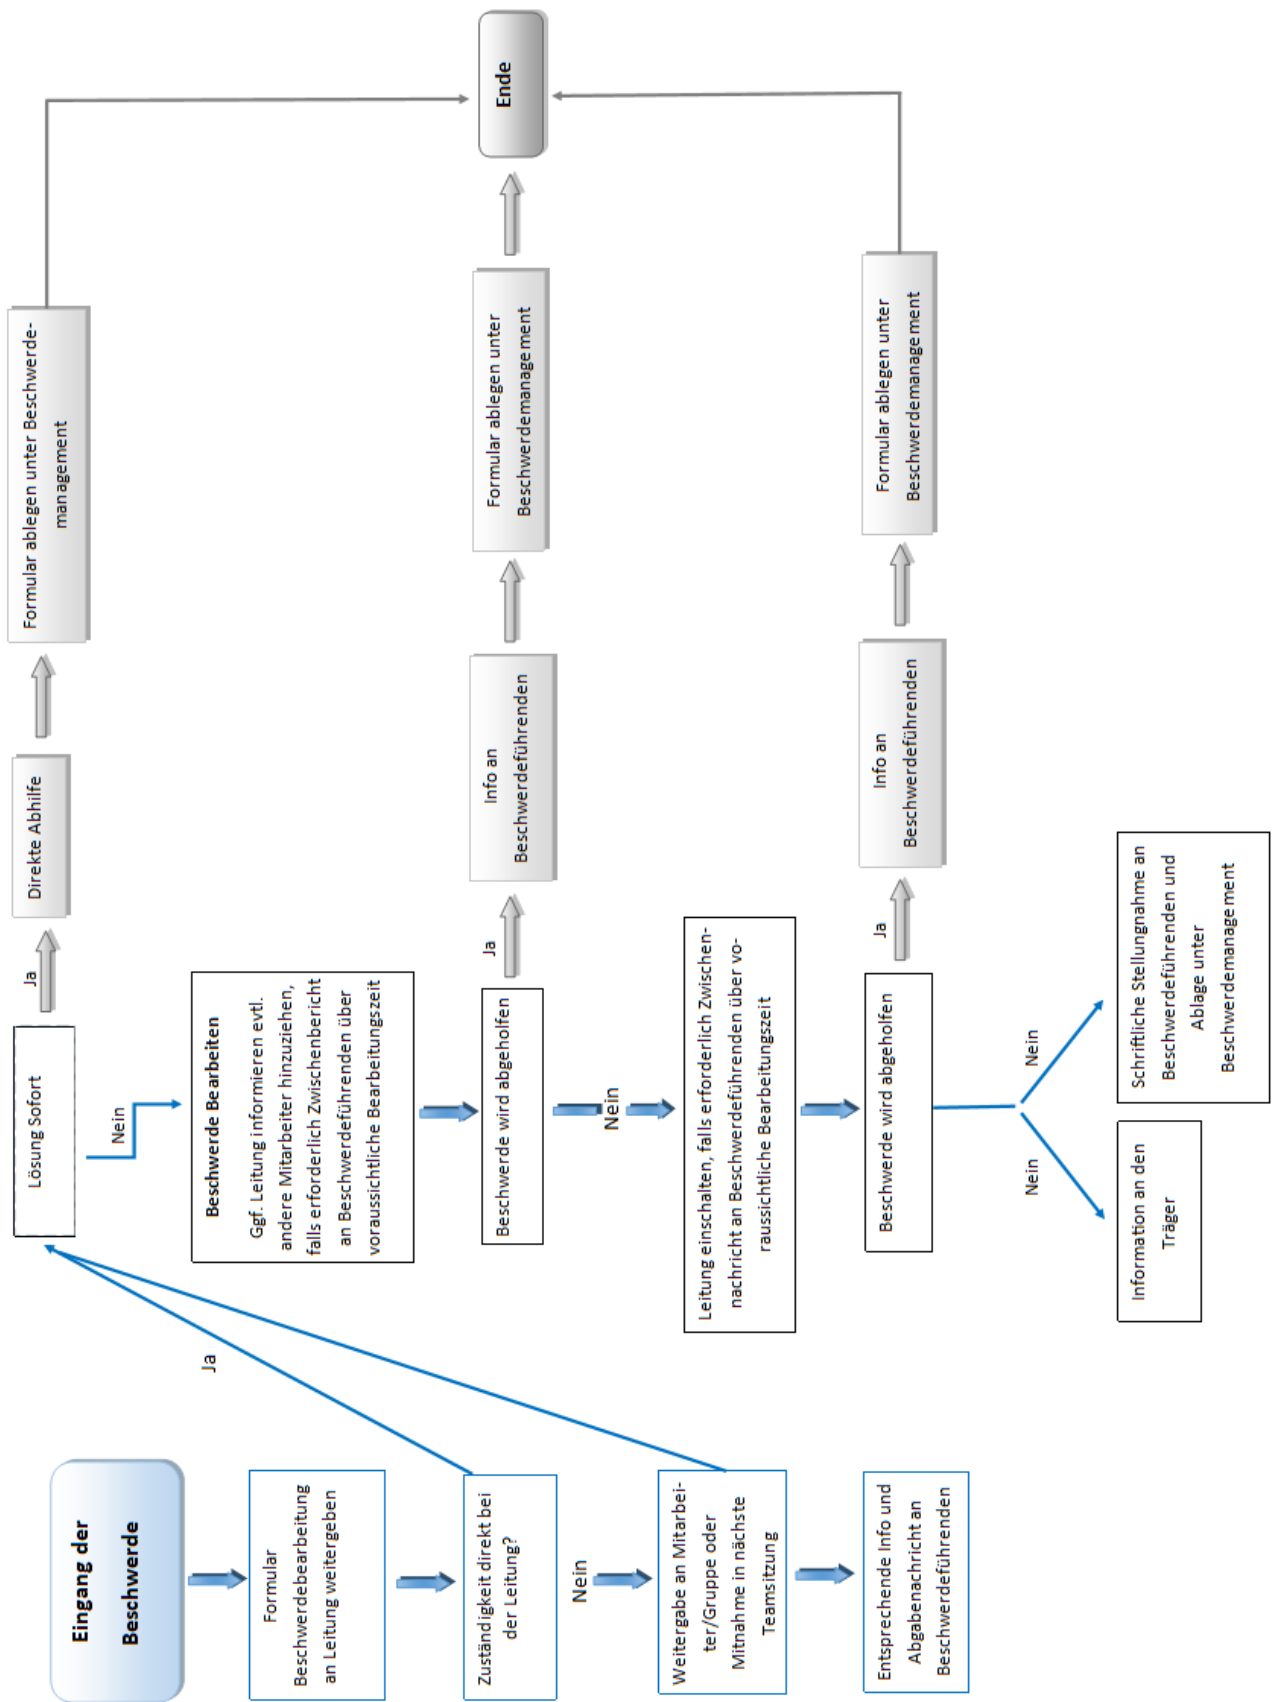 Eingang der
Beschwerde
Formular
Beschwerdebearbeitung
an Leitung weitergeben
Zuständigkeit direkt bei
der Leitung?
Nein
Weitergabe an Mitarbei-
ter/Gruppe oder
Mitnahme in nächste
Teamsitzung
Entsprechende Info und
Abgabenachricht an
Beschwerdeführenden
Ja
Lösung Sofort
Nein
Beschwerde Bearbeiten
Ggf. Leitung informieren evtl.
andere Mitarbeiter hinzuziehen,
falls erforderlich Zwischenbericht
an Beschwerdeführenden über
voraussichtliche Bearbeitungszeit
Beschwerde wird abgeholfen
Nein
Leitung einschalten, falls erforderlich Zwischen-
nachricht an Beschwerdeführenden über vo-
raussichtliche Bearbeitungszeit
Beschwerde wird abgeholfen
Nein
Nein
Information an den
Träger
Schriftliche Stellungnahme an
Beschwerdeführenden und
Ablage unter
Beschwerdemanagement
Ja
Direkte Abhilfe
Formular ablegen unter Beschwerde-
management
Ja
Info an
Beschwerdeführenden
Formular ablegen unter
Beschwerdemanagement
Ja
Info an
Beschwerdeführenden
Formular ablegen unter
Beschwerdemanagement
Ende